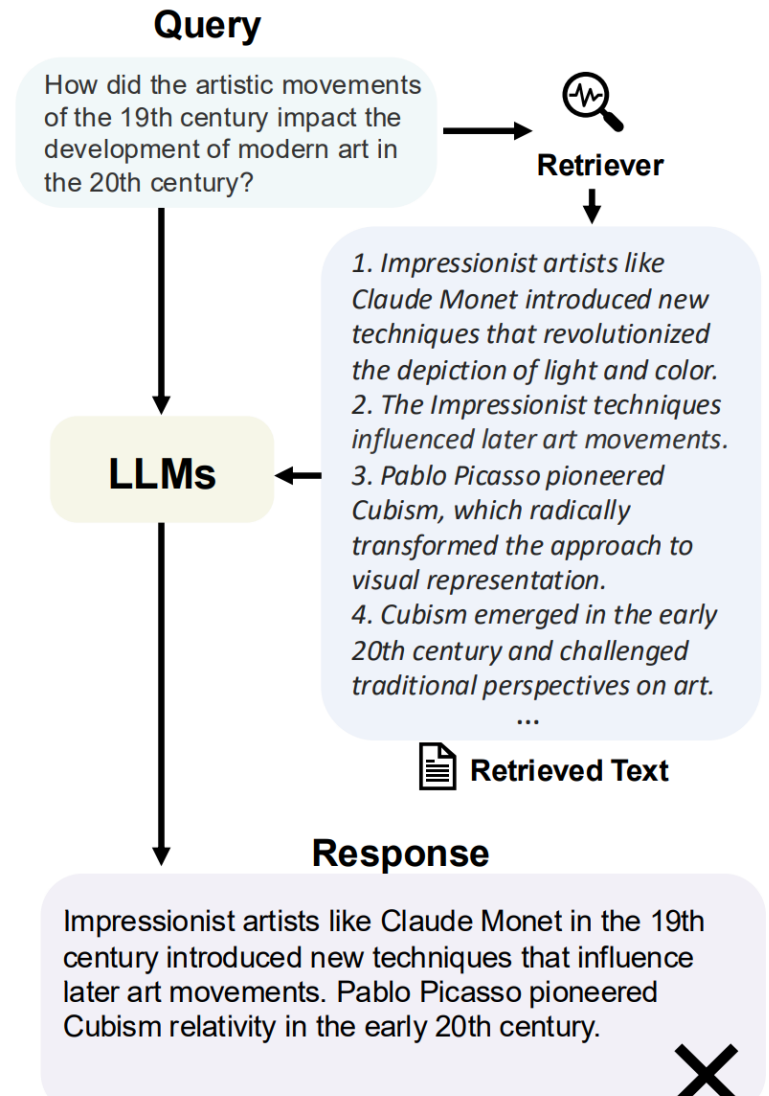 Query
How did the artistic movements
of the 19th century impact the
development of modern art in
the 20th century?
Retriever
1. Impressionist artists like
Claude Monet introduced new
techniques that revolutionized
the depiction of light and color.
2. The Impressionist techniques
influenced later art movements.
3. Pablo Picasso pioneered
Cubism, which radically
transformed the approach to
visual representation.
4. Cubism emerged in the early
20th century and challenged
traditional perspectives on art.
...
Retrieved Text
LLMs
Response
Impressionist artists like Claude Monet in the 19th
century introduced new techniques that influence
later art movements. Pablo Picasso pioneered
Cubism relativity in the early 20th century.